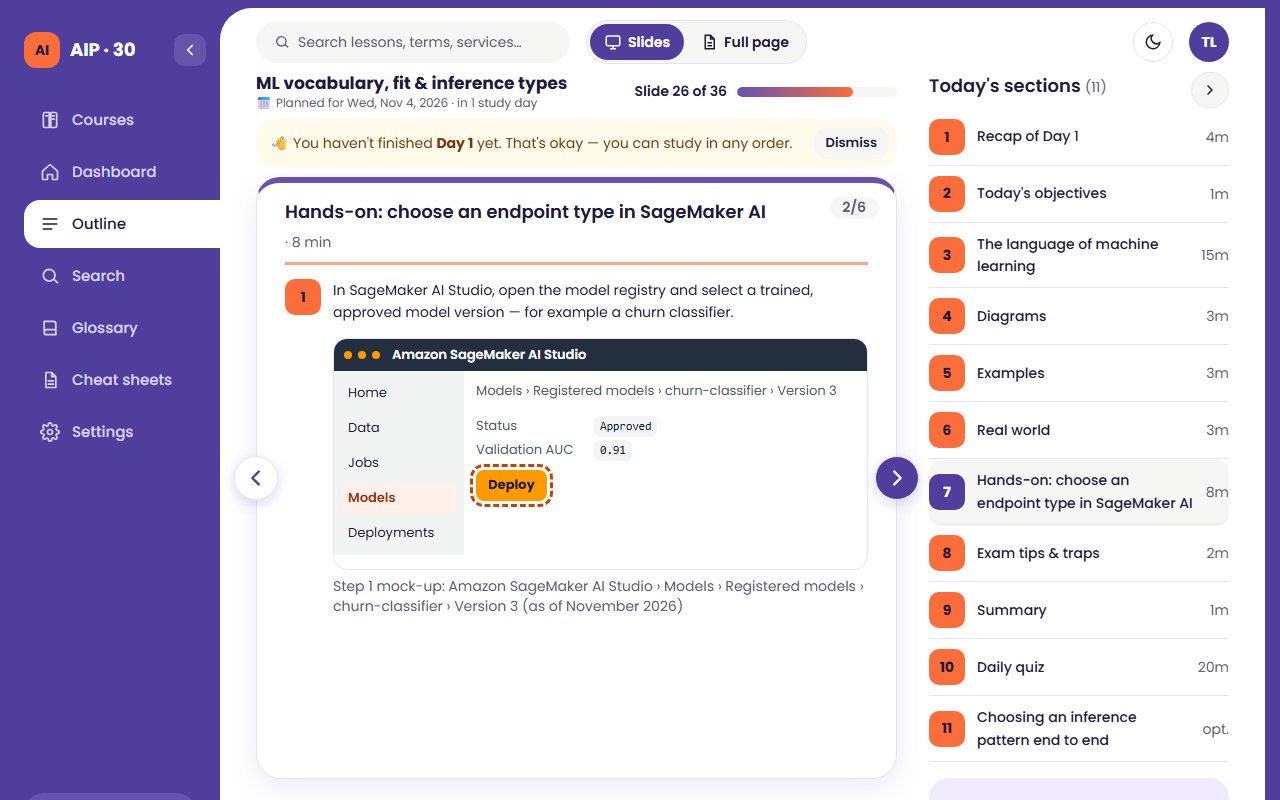 AI
AIP · 30
Courses
Dashboard
Outline
Search
Glossary
Cheat sheets
Settings
Search lessons, terms, services…
Slides
Full page
TL
ML vocabulary, fit & inference types
Planned for Wed, Nov 4, 2026 · in 1 study day
Slide 26 of 36
You haven't finished Day 1 yet. That's okay — you can study in any order.
Dismiss
Hands-on: choose an endpoint type in SageMaker AI
2/6
· 8 min
1
In SageMaker AI Studio, open the model registry and select a trained,
approved model version — for example a churn classifier.
Amazon SageMaker AI Studio
Home
Data
Jobs
Models
Deployments
Models › Registered models › churn-classifier › Version 3
Status Approved
Validation AUC 0.91
Deploy
Step 1 mock-up: Amazon SageMaker AI Studio › Models › Registered models ›
churn-classifier › Version 3 (as of November 2026)
Today's sections (11)
1 Recap of Day 1 4m
2 Today's objectives 1m
3 The language of machine
learning 15m
4 Diagrams 3m
5 Examples 3m
6 Real world 3m
7 Hands-on: choose an
endpoint type in SageMaker AI 8m
8 Exam tips & traps 2m
9 Summary 1m
10 Daily quiz 20m
11 Choosing an inference
pattern end to end opt.